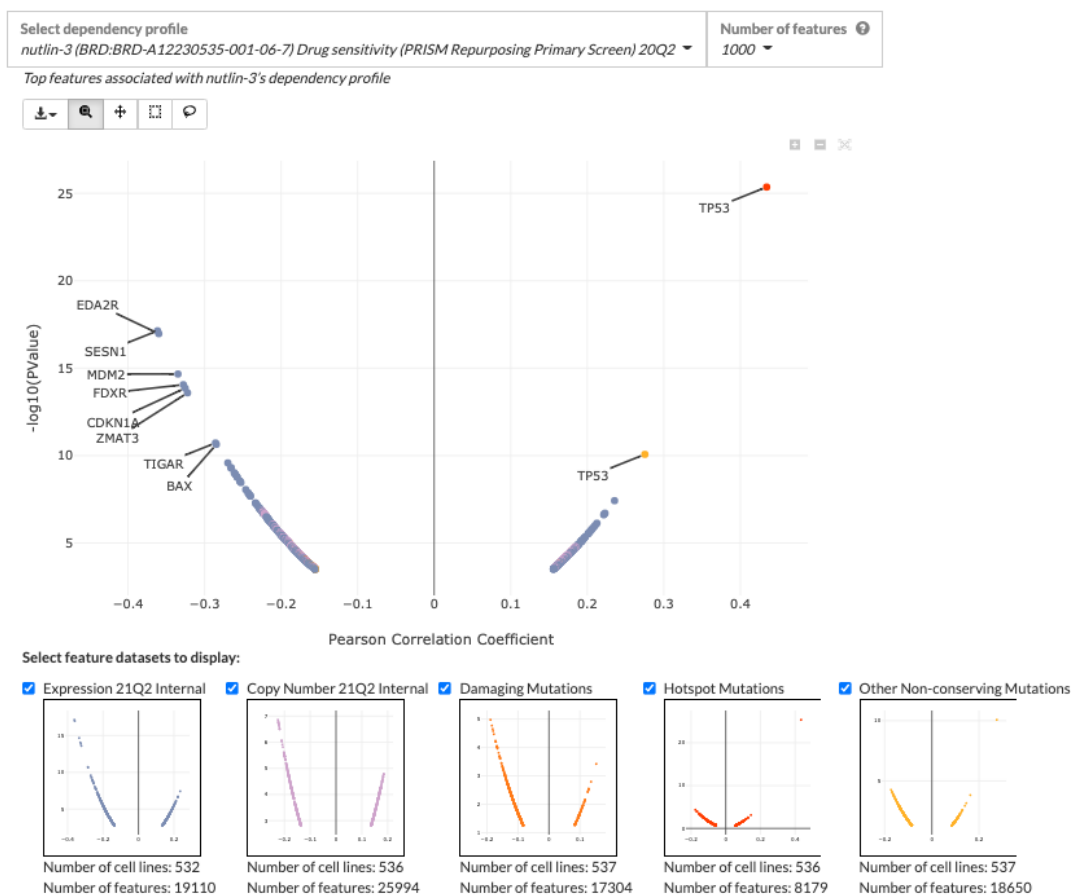 Select dependency profile
nutlin-3 (BRD:BRD-A12230535-001-06-7) Drug sensitivity (PRISM Repurposing Primary Screen) 20Q2
Number of features
1000
Top features associated with nutlin-3's dependency profile
25
TP53
20
EDA2R
SESN1
15
MDM2
FDXR
CDKN1A
ZMAT3
10
TIGAR
BAX
TP53
5
-log10(PValue)
−0.4 −0.3 −0.2 −0.1 0 0.1 0.2 0.3 0.4
Pearson Correlation Coefficient
Select feature datasets to display:
Expression 21Q2 Internal
Copy Number 21Q2 Internal
Damaging Mutations
Hotspot Mutations
Other Non-conserving Mutations
Number of cell lines: 532
Number of features: 19110
Number of cell lines: 536
Number of features: 25994
Number of cell lines: 537
Number of features: 17304
Number of cell lines: 536
Number of features: 8179
Number of cell lines: 537
Number of features: 18650